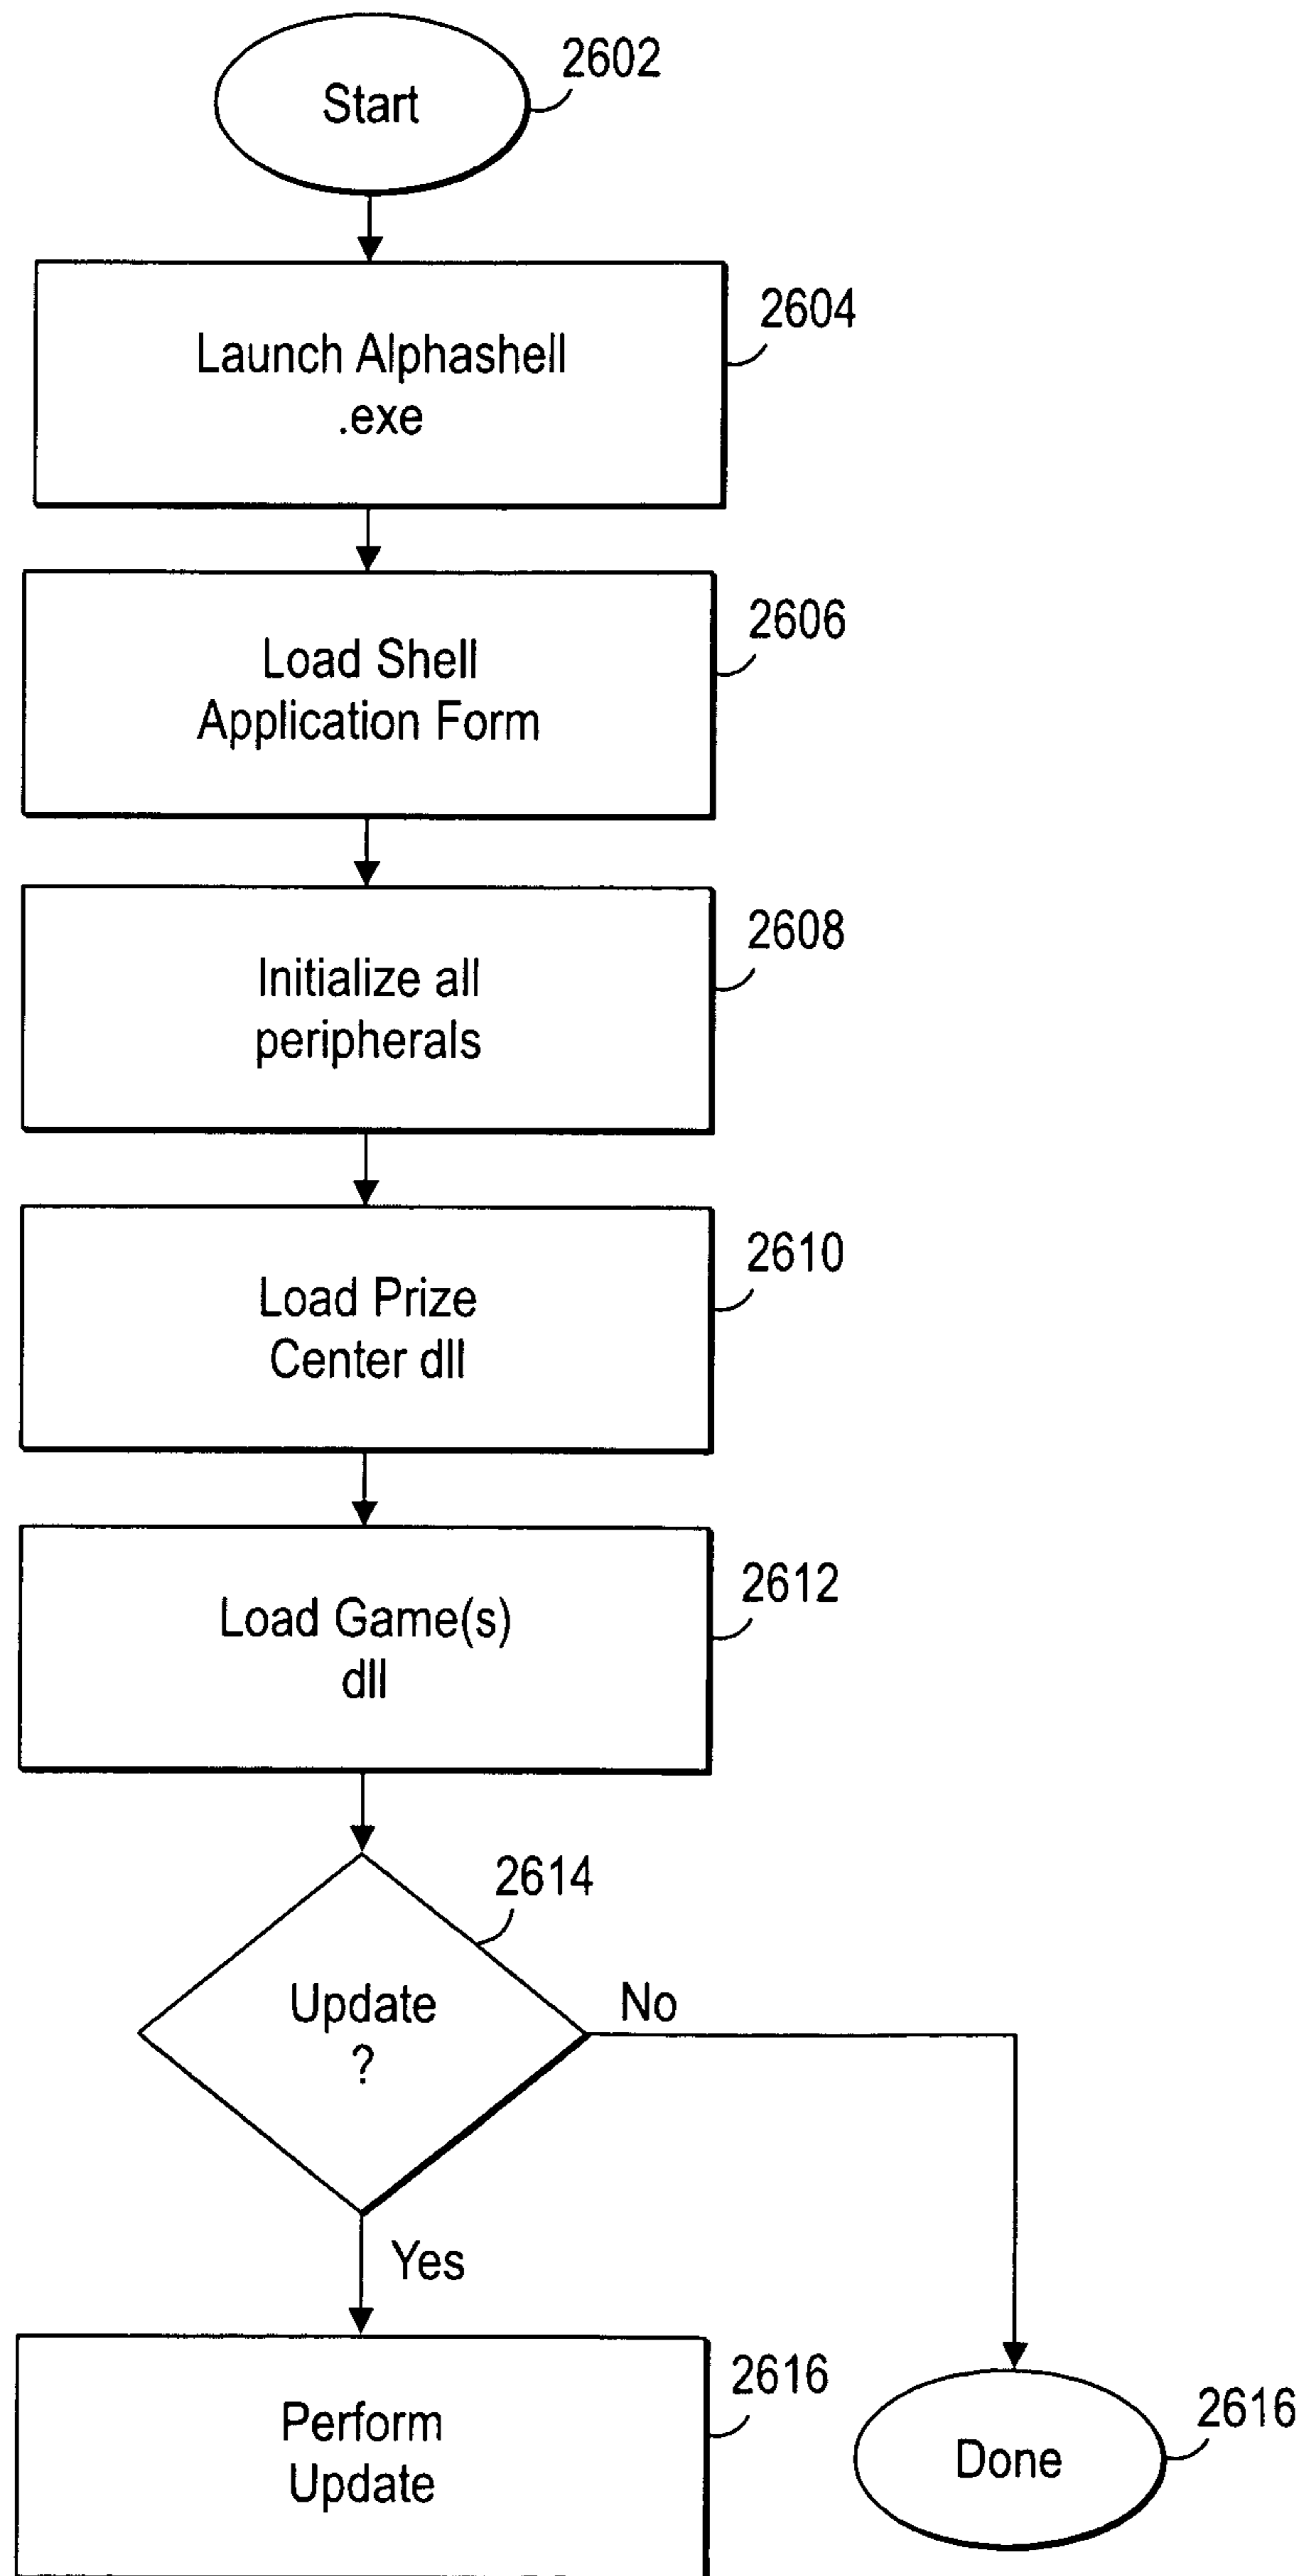 Start
2602
Launch Alphashell
.exe
2604
Load Shell
Application Form
2606
Initialize all
peripherals
2608
Load Prize
Center dll
2610
Load Game(s)
dll
2612
Update
?
2614
No
Yes
Perform
Update
2616
Done
2616